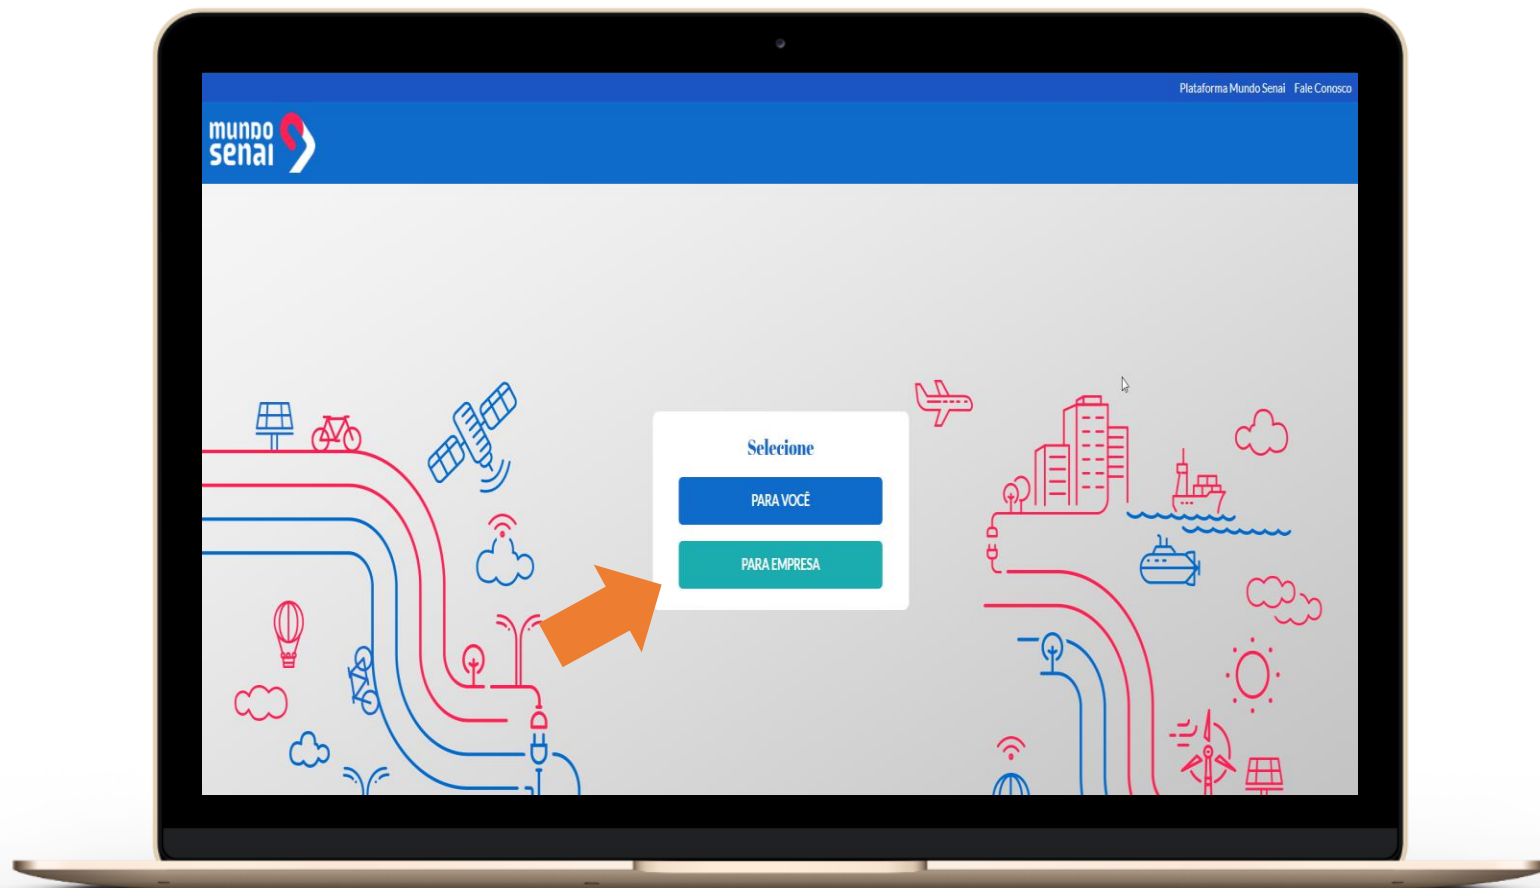 Plataforma Mundo Senai Fale Conosco
mundo
senai
Selecione
PARA VOCÊ
PARA EMPRESA